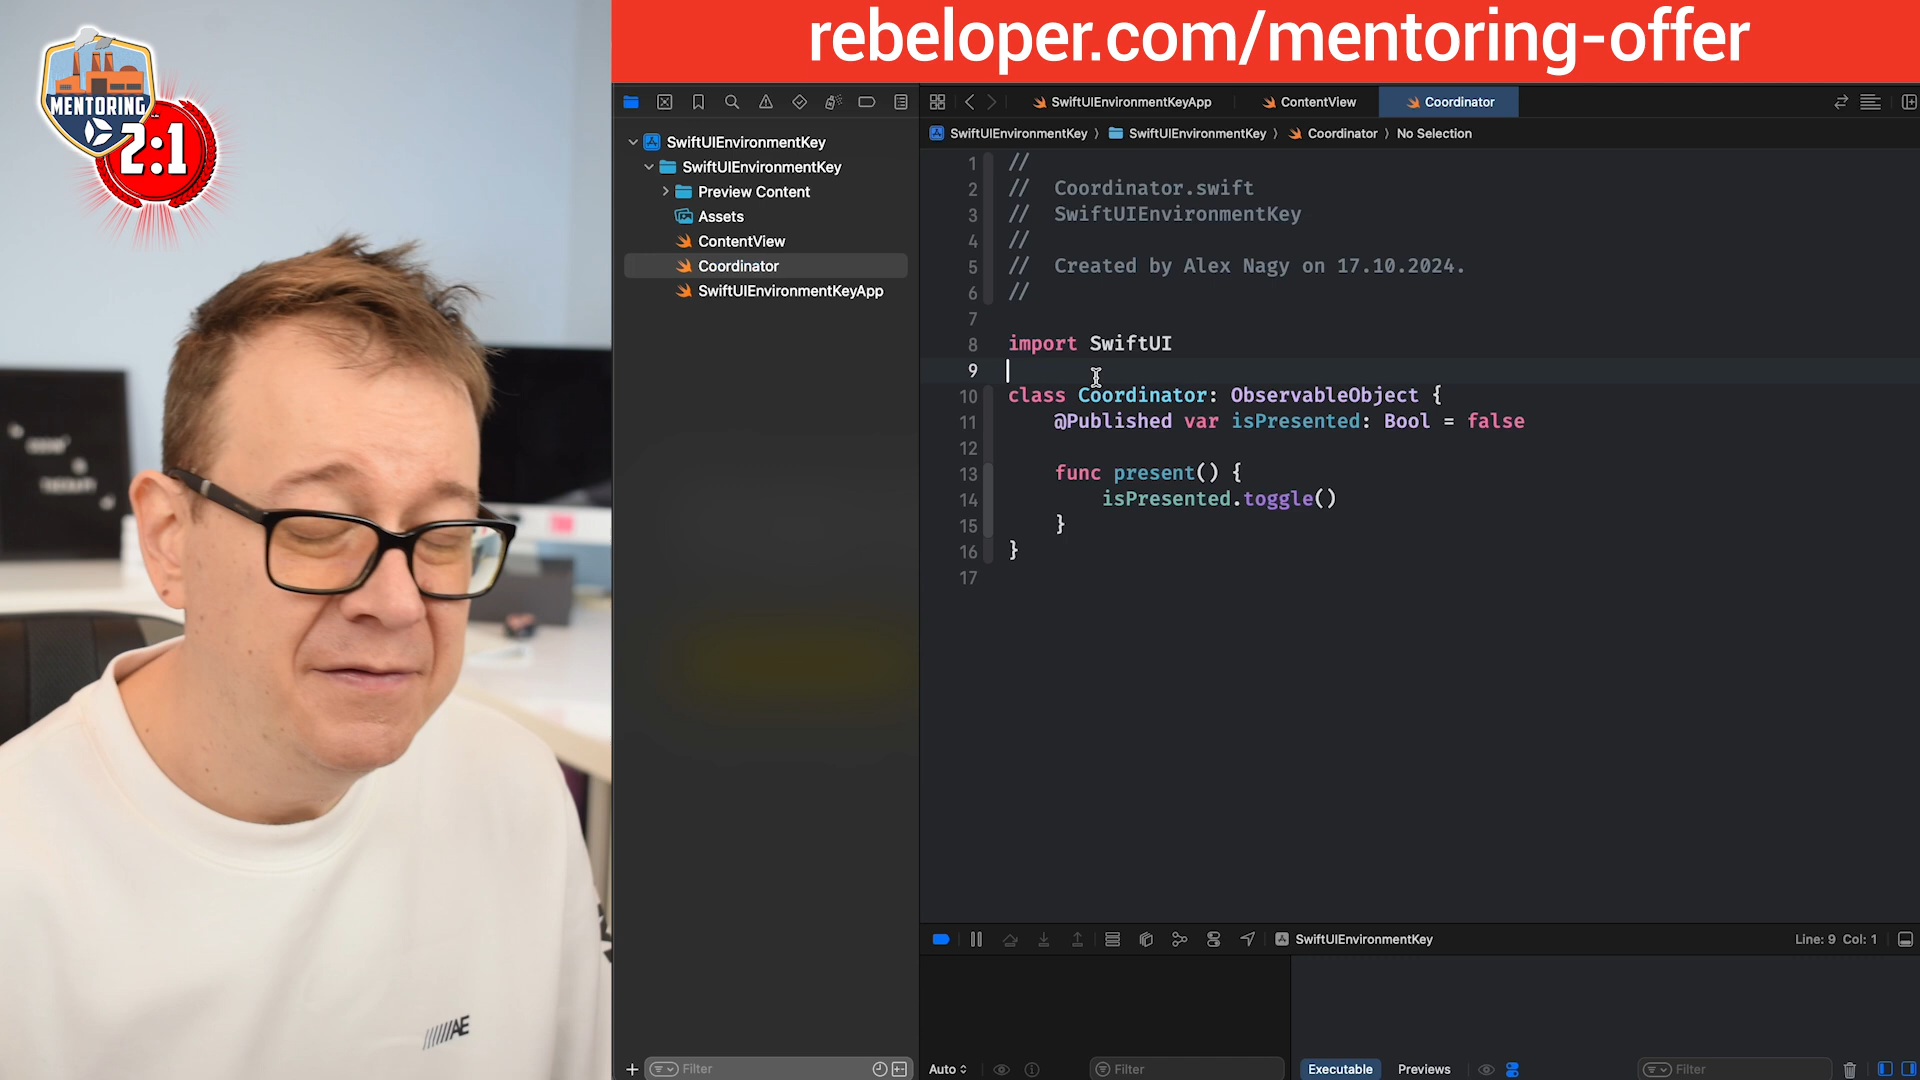 rebeloper.com/mentoring-offer
MENTORING
2:1
SwiftUIEnvironmentKey
SwiftUIEnvironmentKey
Preview Content
Assets
ContentView
Coordinator
SwiftUIEnvironmentKeyApp
SwiftUIEnvironmentKeyApp
ContentView
Coordinator
SwiftUIEnvironmentKey 〉 SwiftUIEnvironmentKey 〉 Coordinator 〉 No Selection
1 //
2 // Coordinator.swift
3 // SwiftUIEnvironmentKey
4 //
5 // Created by Alex Nagy on 17.10.2024.
6 //
7
8 import SwiftUI
9
10 class Coordinator: ObservableObject {
11 @Published var isPresented: Bool = false
12
13 func present() {
14 isPresented.toggle()
15 }
16 }
17
SwiftUIEnvironmentKey
Line: 9 Col: 1
Filter
Auto
Filter
Executable
Previews
Filter
AE